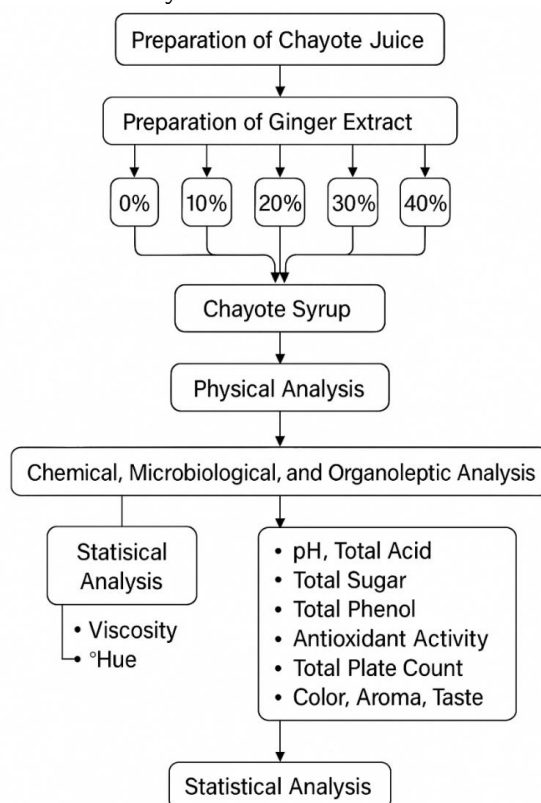 Preparation of Chayote Juice
Preparation of Ginger Extract
0%
10%
20%
30%
40%
Chayote Syrup
Physical Analysis
Chemical, Microbiological, and Organoleptic Analysis
Statisical
Analysis
• Viscosity
• °Hue
• pH, Total Acid
• Total Sugar
• Total Phenol
• Antioxidant Activity
• Total Plate Count
• Color, Aroma, Taste
Statistical Analysis